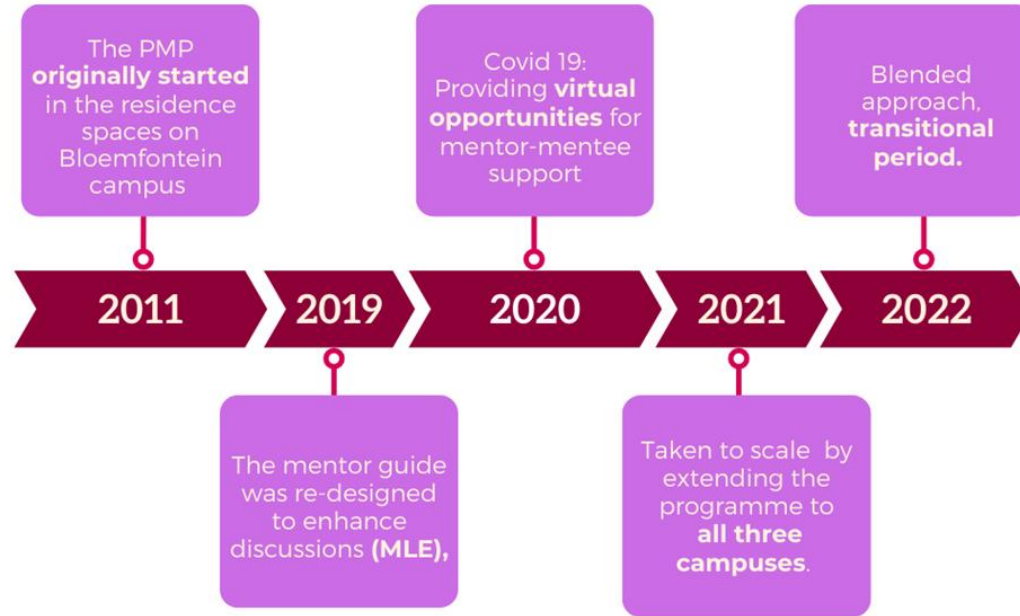 The PMP
originally started
in the residence
spaces on
Bloemfontein
campus
Covid 19:
Providing virtual
opportunities for
mentor-mentee
support
Blended
approach,
transitional
period.
2011
2019
2020
2021
2022
The mentor guide
was re-designed
to enhance
discussions (MLE),
Taken to scale by
extending the
programme to
all three
campuses.